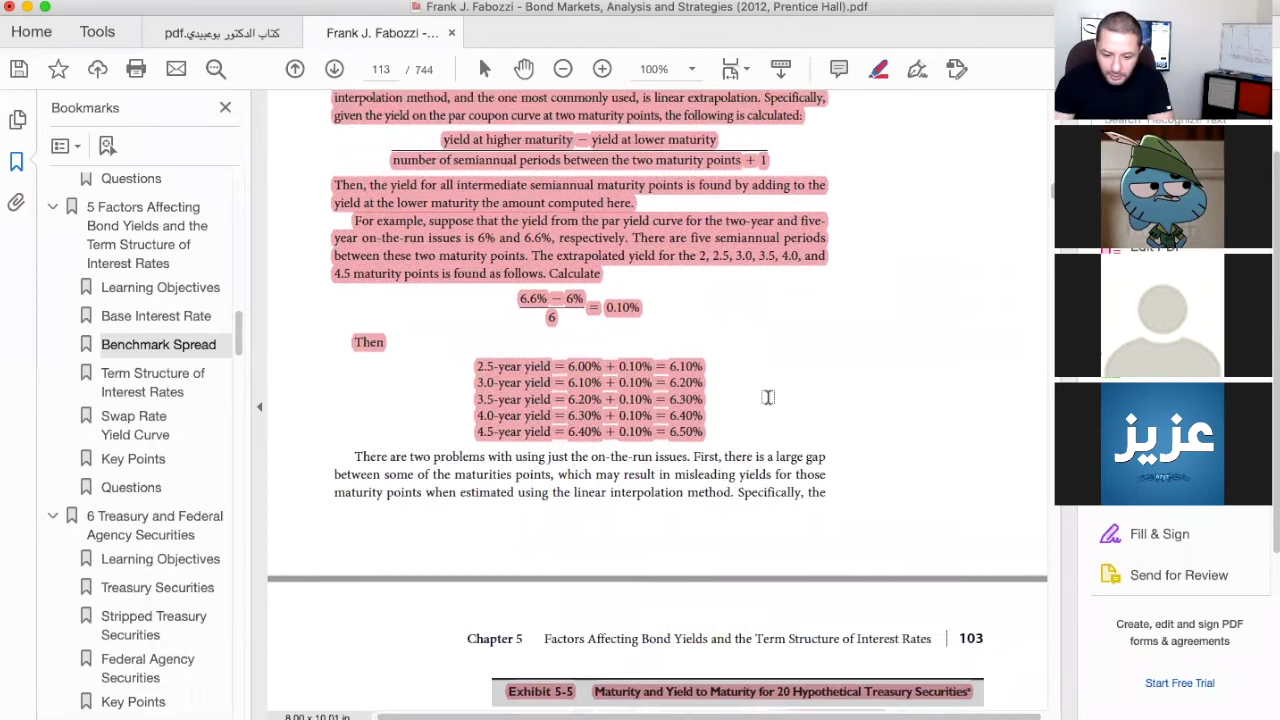 Frank J. Fabozzi - Bond Markets, Analysis and Strategies (2012, Prentice Hall).pdf
Home
Tools
كتاب الدكتور بوعبيدي.pdf
Frank J. Fabozzi -...
113 / 744
100%
Bookmarks
Questions
5 Factors Affecting
Bond Yields and the
Term Structure of
Interest Rates
Learning Objectives
Base Interest Rate
Benchmark Spread
Term Structure of
Interest Rates
Swap Rate
Yield Curve
Key Points
Questions
6 Treasury and Federal
Agency Securities
Learning Objectives
Treasury Securities
Stripped Treasury
Securities
Federal Agency
Securities
Key Points
interpolation method, and the one most commonly used, is linear extrapolation. Specifically,
given the yield on the par coupon curve at two maturity points, the following is calculated:
yield at higher maturity − yield at lower maturity
number of semiannual periods between the two maturity points + 1
Then, the yield for all intermediate semiannual maturity points is found by adding to the
yield at the lower maturity the amount computed here.
For example, suppose that the yield from the par yield curve for the two-year and five-
year on-the-run issues is 6% and 6.6%, respectively. There are five semiannual periods
between these two maturity points. The extrapolated yield for the 2, 2.5, 3.0, 3.5, 4.0, and
4.5 maturity points is found as follows. Calculate
6.6% − 6%
6
= 0.10%
Then
2.5-year yield = 6.00% + 0.10% = 6.10%
3.0-year yield = 6.10% + 0.10% = 6.20%
3.5-year yield = 6.20% + 0.10% = 6.30%
4.0-year yield = 6.30% + 0.10% = 6.40%
4.5-year yield = 6.40% + 0.10% = 6.50%
There are two problems with using just the on-the-run issues. First, there is a large gap
between some of the maturities points, which may result in misleading yields for those
maturity points when estimated using the linear interpolation method. Specifically, the
Chapter 5 Factors Affecting Bond Yields and the Term Structure of Interest Rates 103
Exhibit 5-5 Maturity and Yield to Maturity for 20 Hypothetical Treasury Securities*
8.00 x 10.01 in
عزيز
Fill & Sign
Send for Review
Create, edit and sign PDF
forms & agreements
Start Free Trial